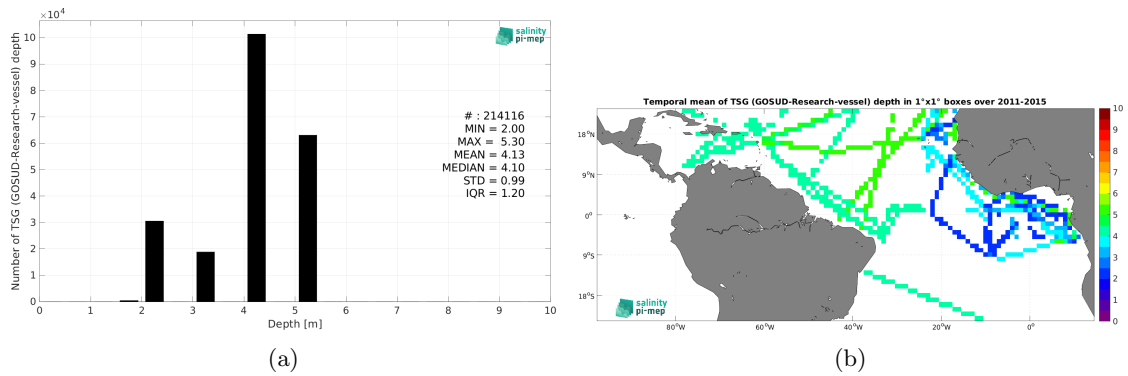 ×10⁴
10
9
8
7
6
5
4
3
2
1
0
Number of TSG (GOSUD-Research-vessel) depth
salinity
pi-mep
# : 214116
MIN = 2.00
MAX = 5.30
MEAN = 4.13
MEDIAN = 4.10
STD = 0.99
IQR = 1.20
0 1 2 3 4 5 6 7 8 9 10
Depth [m]
(a)
Temporal mean of TSG (GOSUD-Research-vessel) depth in 1°x1° boxes over 2011-2015
18°N
9°N
0°
9°S
18°S
salinity
pi-mep
80°W 60°W 40°W 20°W 0°
10
9
8
7
6
5
4
3
2
1
0
(b)